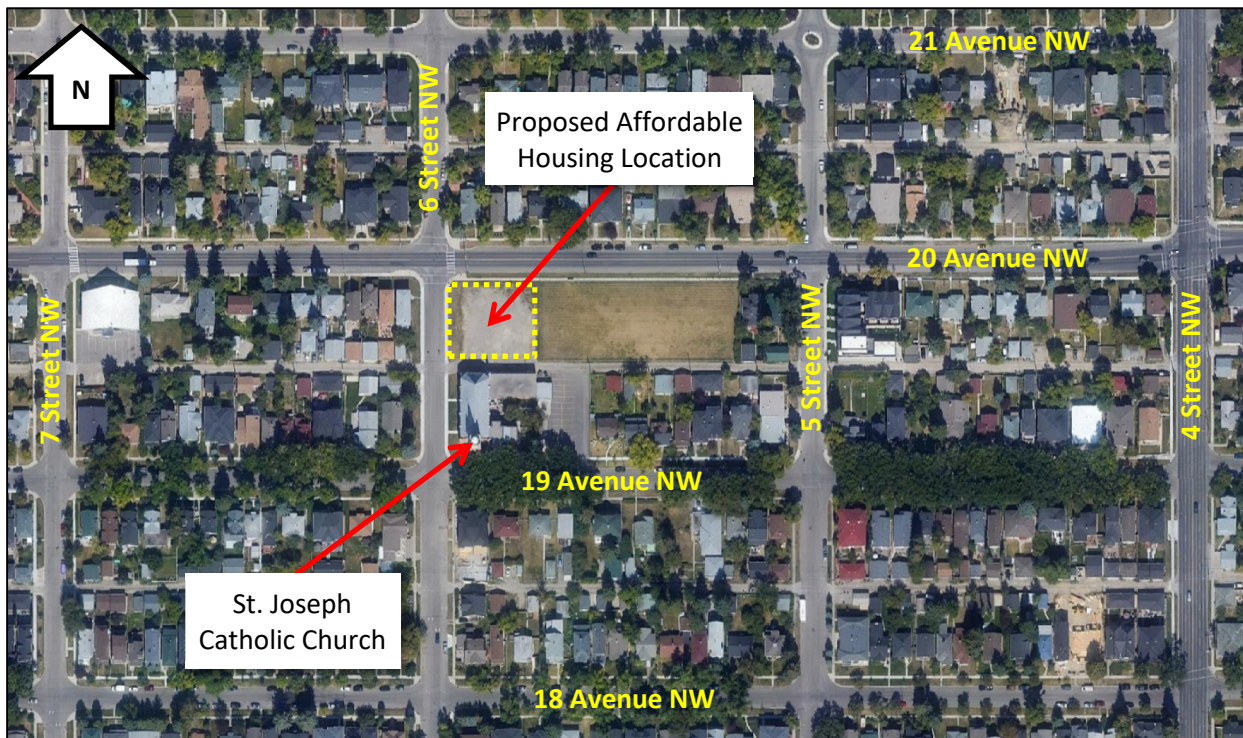 21 Avenue NW
N
6 Street NW
Proposed Affordable
Housing Location
20 Avenue NW
7 Street NW
5 Street NW
4 Street NW
19 Avenue NW
St. Joseph
Catholic Church
18 Avenue NW